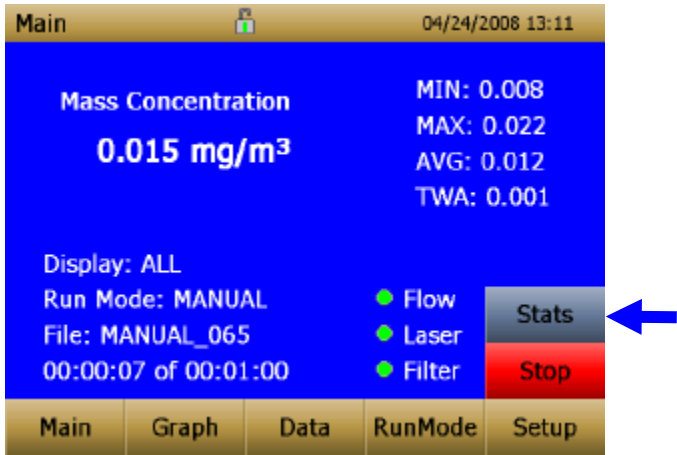 Main 04/24/2008 13:11
Mass Concentration
0.015 mg/m³
MIN: 0.008
MAX: 0.022
AVG: 0.012
TWA: 0.001
Display: ALL
Run Mode: MANUAL
File: MANUAL_065
00:00:07 of 00:01:00
Flow
Laser
Filter
Stats
Stop
Main Graph Data RunMode Setup